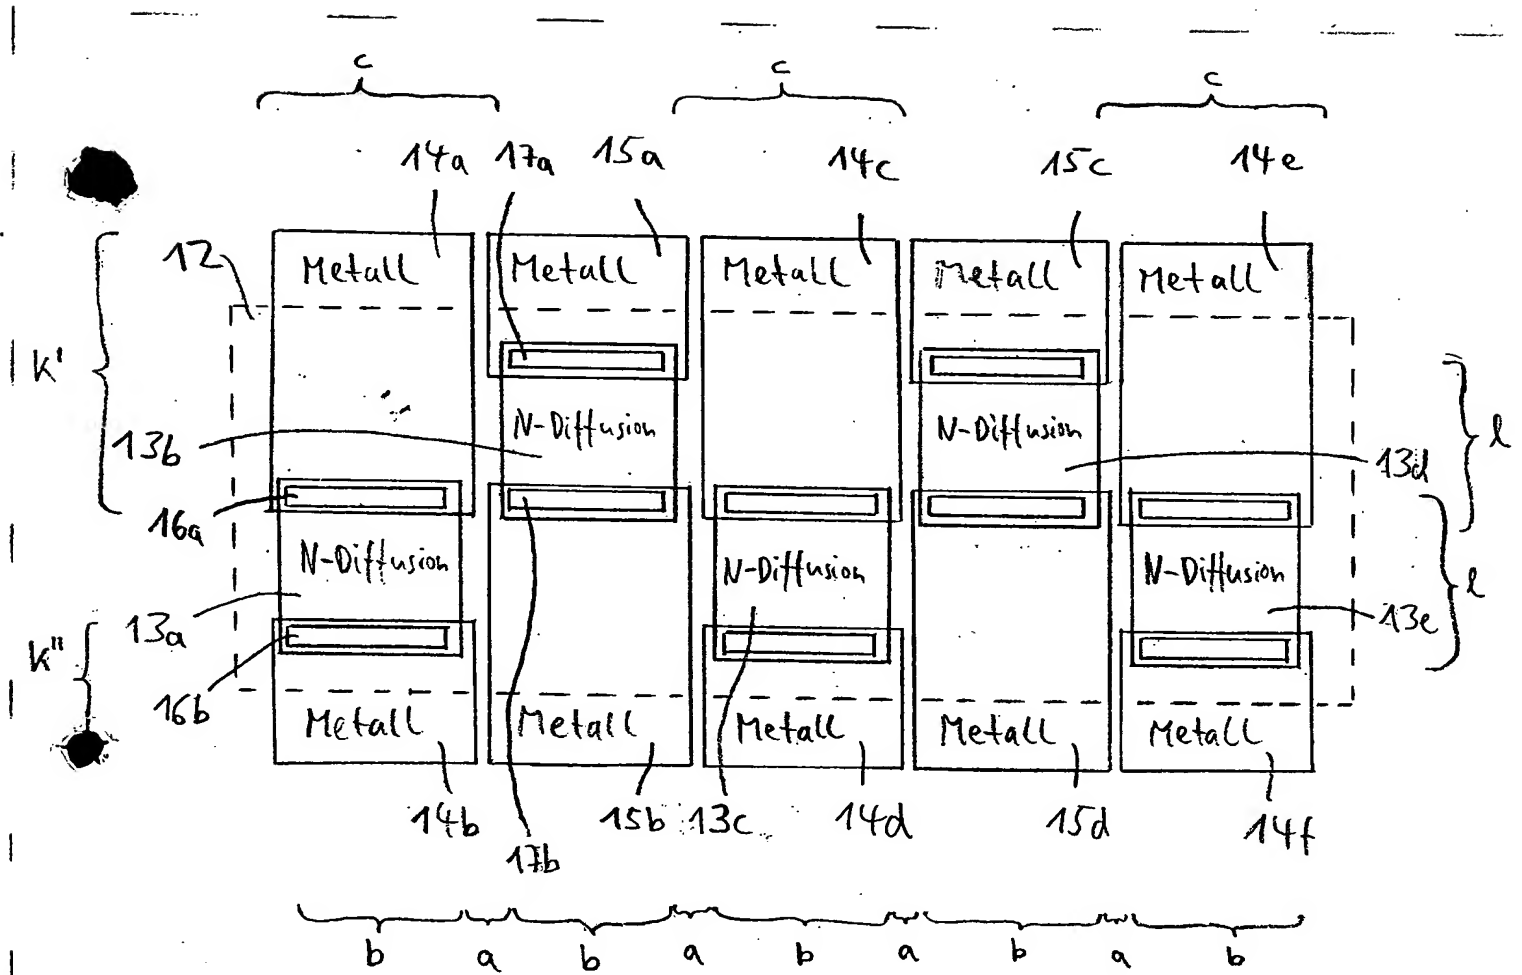 c c c
14a 17a 15a 14c 15c 14e
12 Metall Metall Metall Metall Metall
K'
13b N-Diffusion N-Diffusion 13d l
16a
N-Diffusion N-Diffusion N-Diffusion l
13a 13e
K"
16b Metall Metall Metall Metall Metall
14b 17b 15b 13c 14d 15d 14f
b a b a b a b a b